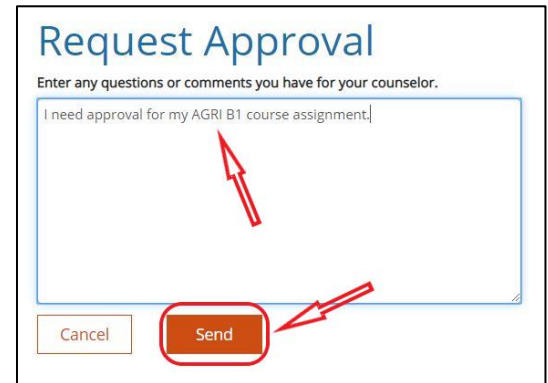 Request Approval
Enter any questions or comments you have for your counselor.
I need approval for my AGRI B1 course assignment.
Cancel
Send